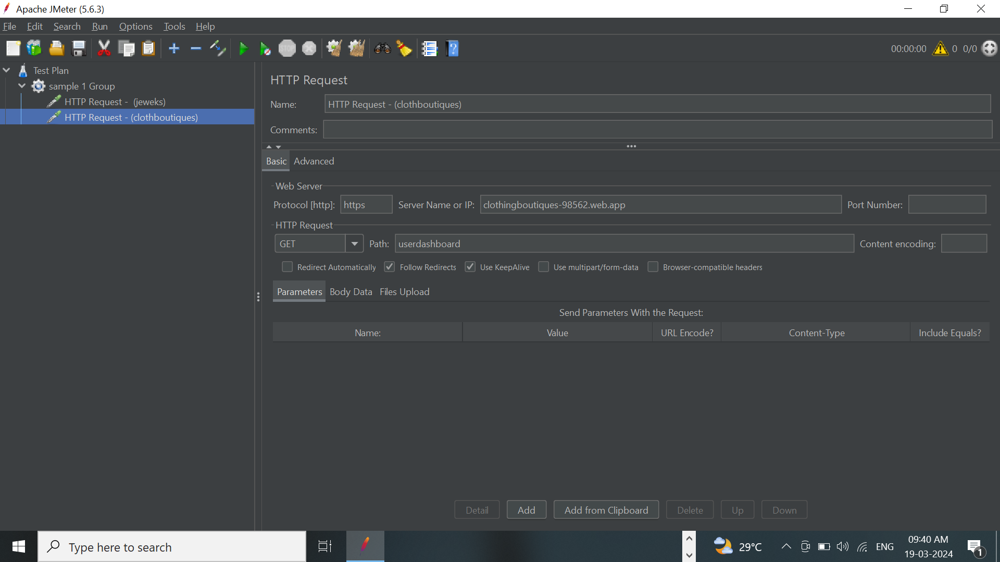 Apache JMeter (5.6.3)
File Edit Search Run Options Tools Help
STOP
?
00:00:00 0 0/0
Test Plan
sample 1 Group
HTTP Request -  (jeweks)
HTTP Request - (clothboutiques)
HTTP Request
Name: HTTP Request - (clothboutiques)
Comments:
Basic Advanced
Web Server
Protocol [http]: https Server Name or IP: clothingboutiques-98562.web.app Port Number:
HTTP Request
GET Path: userdashboard Content encoding:
Redirect Automatically Follow Redirects Use KeepAlive Use multipart/form-data Browser-compatible headers
Parameters Body Data Files Upload
Send Parameters With the Request:
Name: Value URL Encode? Content-Type Include Equals?
Detail Add Add from Clipboard Delete Up Down
Type here to search
29°C
ENG
09:40 AM
19-03-2024
1